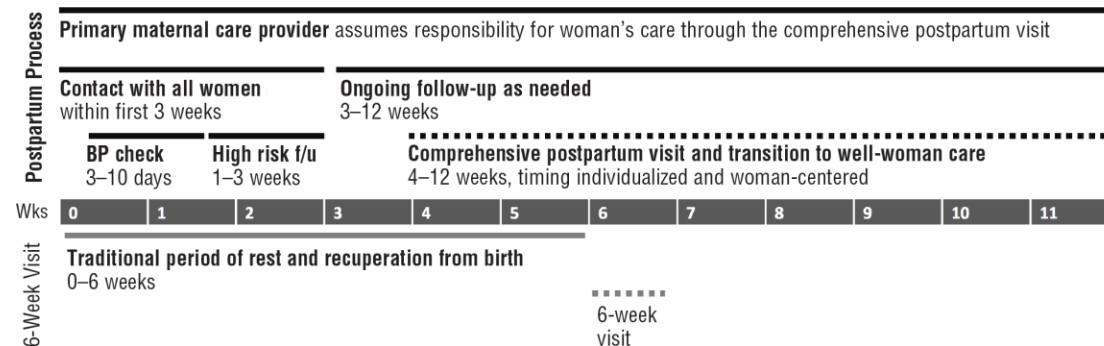 Postpartum Process
Primary maternal care provider assumes responsibility for woman's care through the comprehensive postpartum visit
Contact with all women
within first 3 weeks
Ongoing follow-up as needed
3–12 weeks
BP check
3–10 days
High risk f/u
1–3 weeks
Comprehensive postpartum visit and transition to well-woman care
4–12 weeks, timing individualized and woman-centered
Wks 0 1 2 3 4 5 6 7 8 9 10 11
6-Week Visit
Traditional period of rest and recuperation from birth
0–6 weeks
6-week
visit